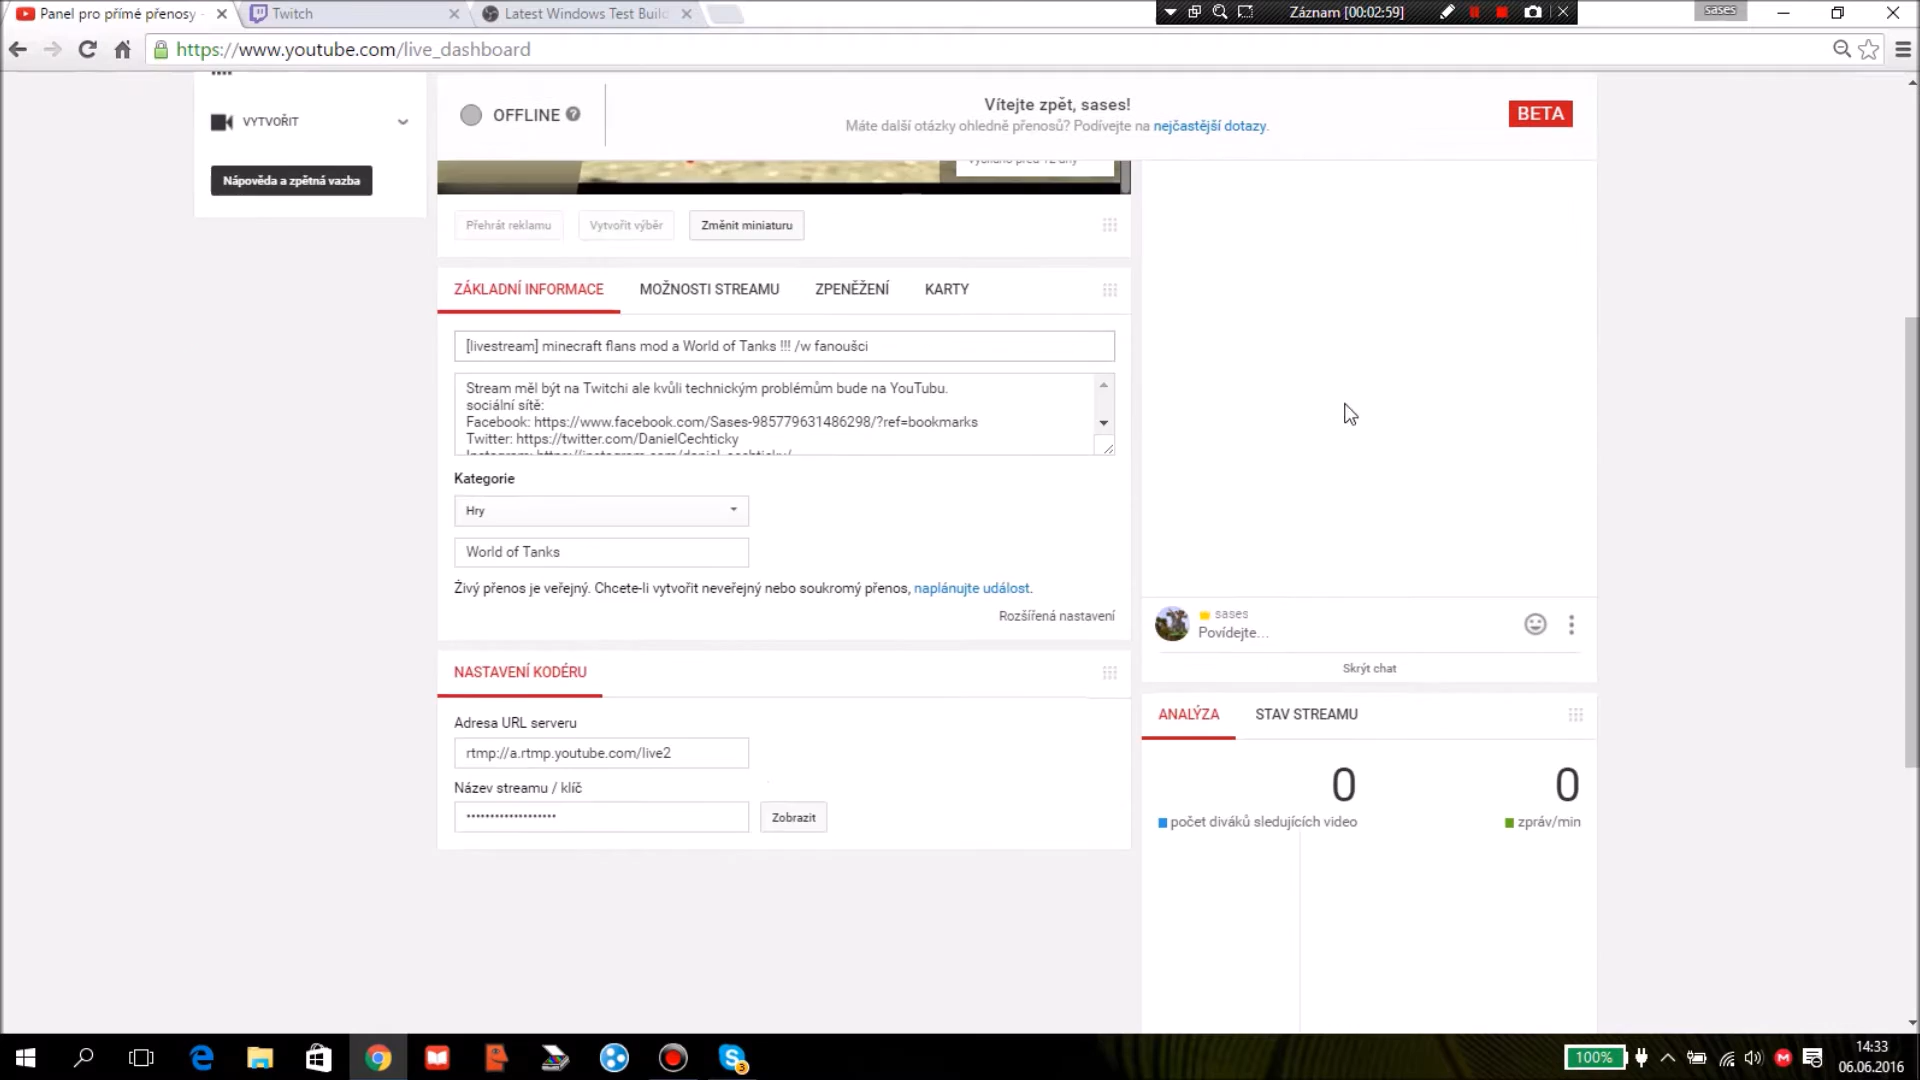 Panel pro přímé přenosy -
Twitch
Latest Windows Test Build
Záznam [00:02:59]
sases
https://www.youtube.com/live_dashboard
VYTVOŘIT
Nápověda a zpětná vazba
OFFLINE ?
Vítejte zpět, sases!
Máte další otázky ohledně přenosů? Podívejte na nejčastější dotazy.
BETA
Přehrát reklamu
Vytvořit výběr
Změnit miniaturu
ZÁKLADNÍ INFORMACE
MOŽNOSTI STREAMU
ZPENĚŽENÍ
KARTY
[livestream] minecraft flans mod a World of Tanks !!! /w fanoušci
Stream měl být na Twitchi ale kvůli technickým problémům bude na YouTubu.
sociální sítě:
Facebook: https://www.facebook.com/Sases-985779631486298/?ref=bookmarks
Twitter: https://twitter.com/DanielCechticky
Kategorie
Hry
World of Tanks
Živý přenos je veřejný. Chcete-li vytvořit neveřejný nebo soukromý přenos, naplánujte událost.
Rozšířená nastavení
NASTAVENÍ KODÉRU
Adresa URL serveru
rtmp://a.rtmp.youtube.com/live2
Název streamu / klíč
Zobrazit
sases
Povídejte...
Skrýt chat
ANALÝZA
STAV STREAMU
0
0
počet diváků sledujících video
zpráv/min
3
100%
14:33
06.06.2016